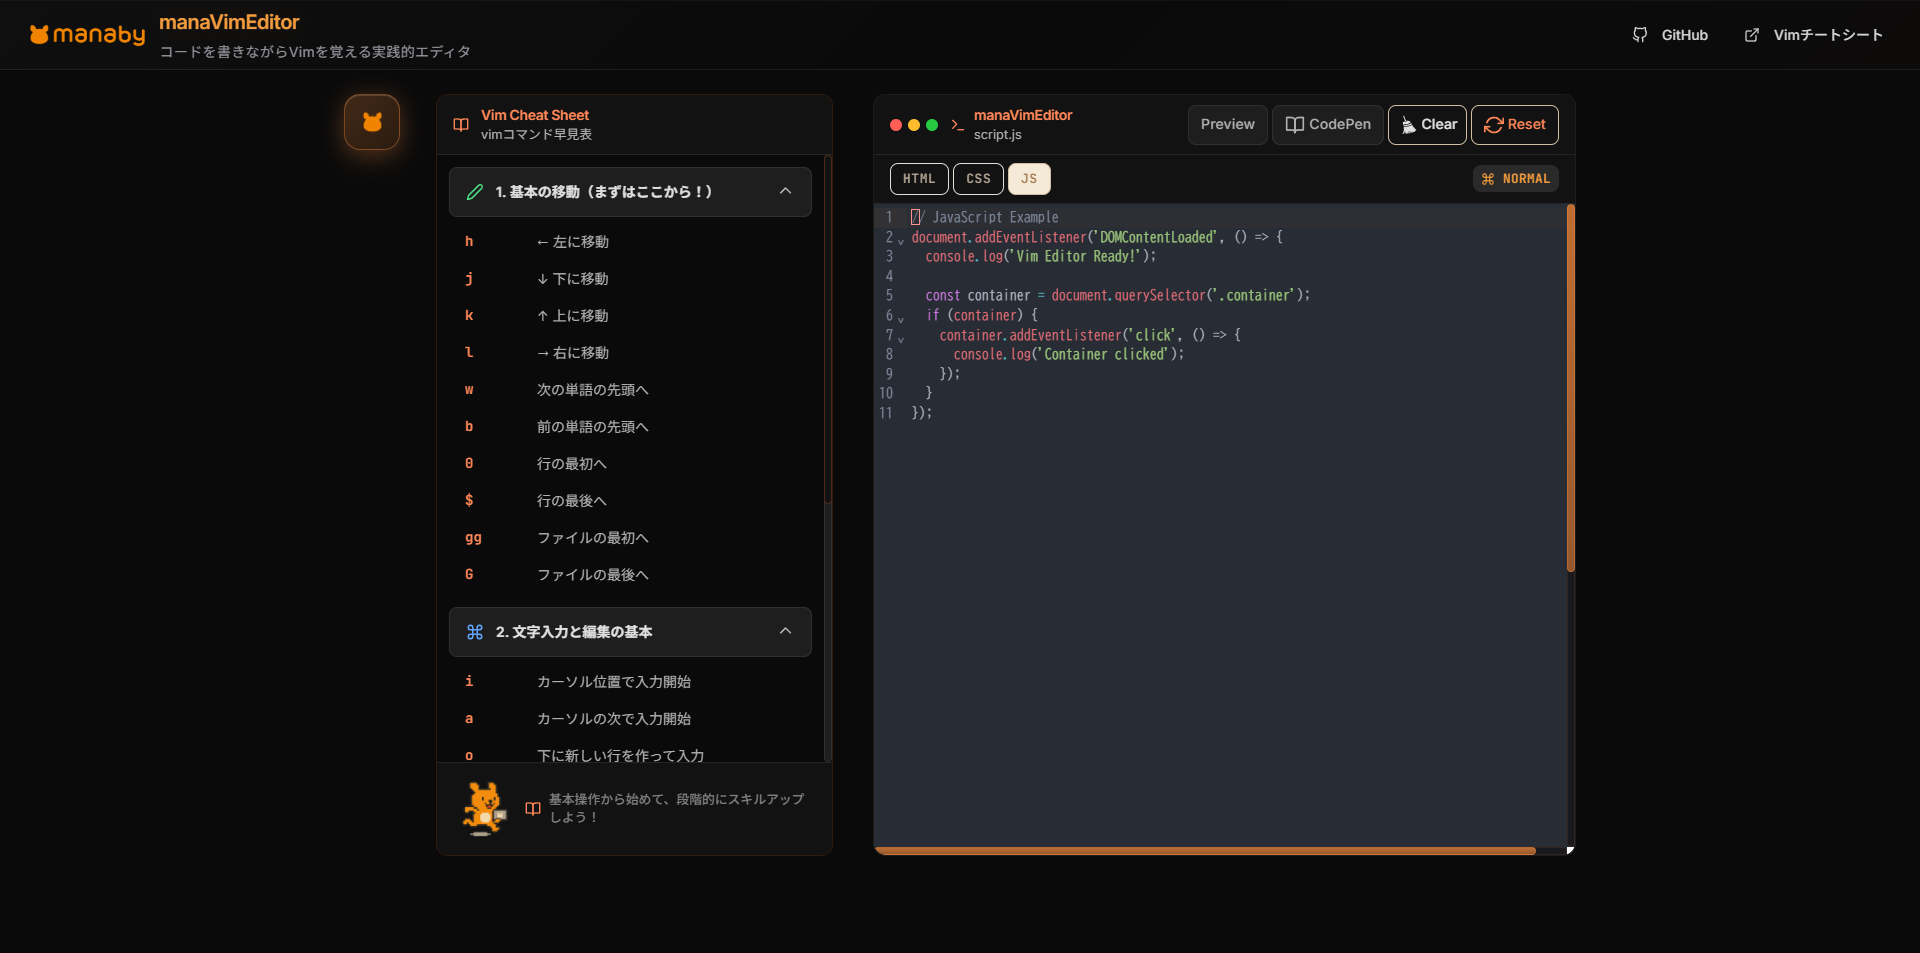 manaby
manaVimEditor
コードを書きながらVimを覚える実践的エディタ
GitHub
Vimチートシート
Vim Cheat Sheet
vimコマンド早見表
1. 基本の移動（まずはここから！）
h ← 左に移動
j ↓ 下に移動
k ↑ 上に移動
l → 右に移動
w 次の単語の先頭へ
b 前の単語の先頭へ
0 行の最初へ
$ 行の最後へ
gg ファイルの最初へ
G ファイルの最後へ
2. 文字入力と編集の基本
i カーソル位置で入力開始
a カーソルの次で入力開始
o 下に新しい行を作って入力
基本操作から始めて、段階的にスキルアップ
しよう！
manaVimEditor
script.js
Preview
CodePen
Clear
Reset
HTML
CSS
JS
NORMAL
1 // JavaScript Example
2 document.addEventListener('DOMContentLoaded', () => {
3   console.log('Vim Editor Ready!');
4
5   const container = document.querySelector('.container');
6   if (container) {
7     container.addEventListener('click', () => {
8       console.log('Container clicked');
9     });
10   }
11 });